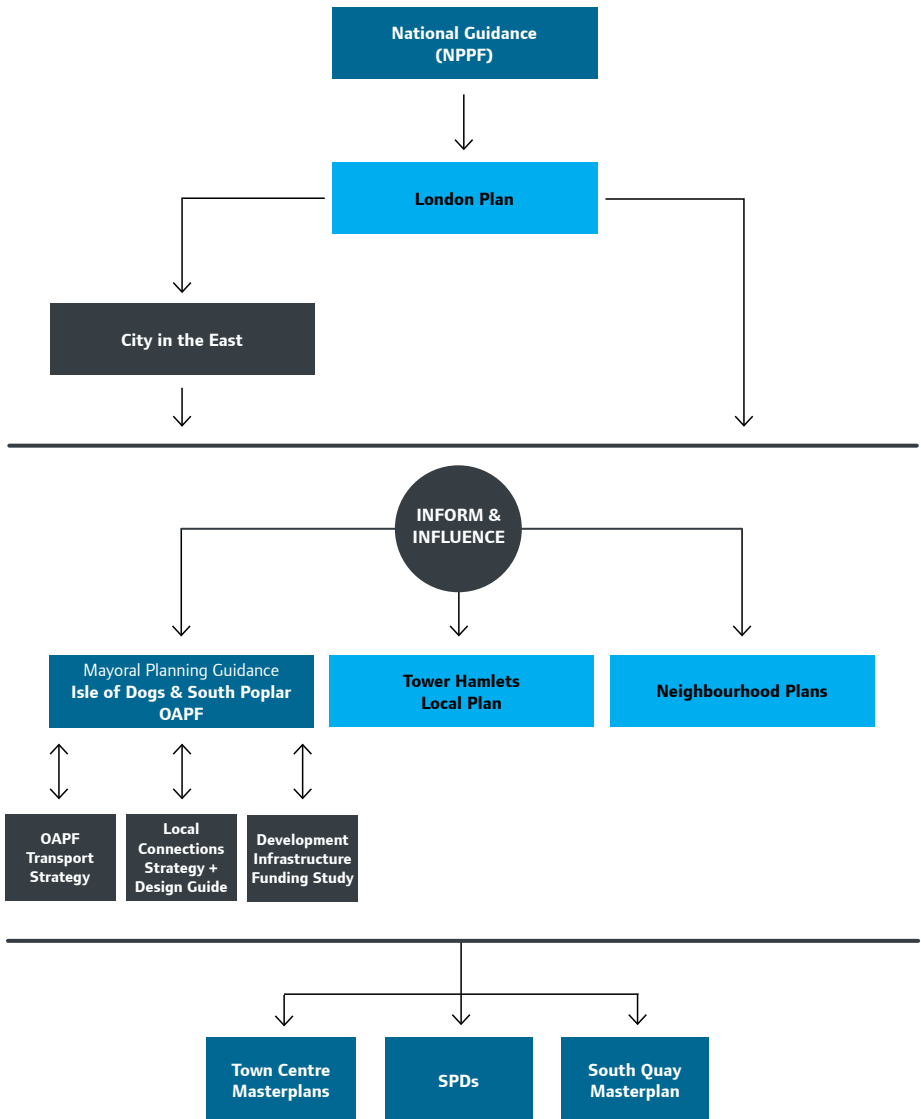 National Guidance
(NPPF)
London Plan
City in the East
INFORM &
INFLUENCE
Mayoral Planning Guidance
Isle of Dogs & South Poplar
OAPF
Tower Hamlets
Local Plan
Neighbourhood Plans
OAPF
Transport
Strategy
Local
Connections
Strategy +
Design Guide
Development
Infrastructure
Funding Study
Town Centre
Masterplans
SPDs
South Quay
Masterplan